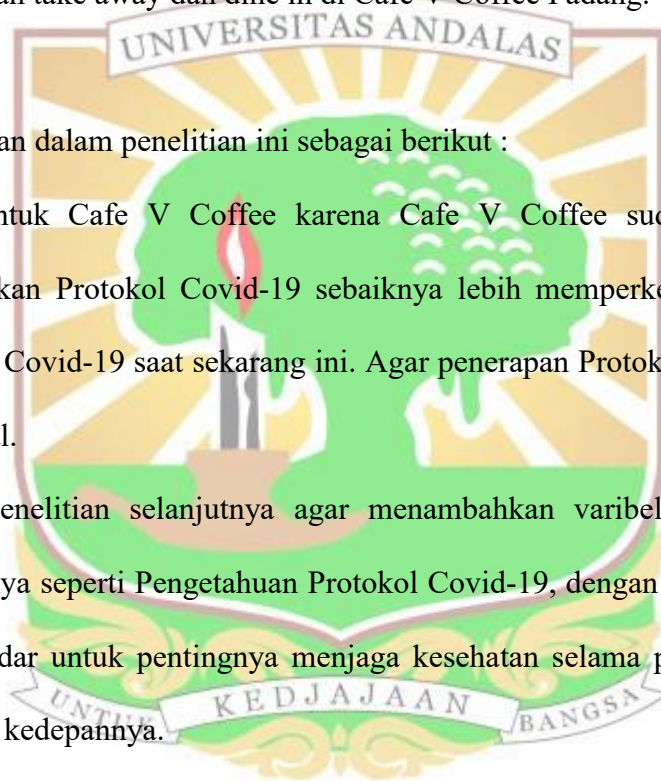 an take away dan dine in di Cafe V Coffee Padang.
UNIVERSITAS ANDALAS
an dalam penelitian ini sebagai berikut :
ntuk Cafe V Coffee karena Cafe V Coffee sud
kan Protokol Covid-19 sebaiknya lebih memperke
Covid-19 saat sekarang ini. Agar penerapan Protok
l.
enelitian selanjutnya agar menambahkan varibel
ya seperti Pengetahuan Protokol Covid-19, dengan
dar untuk pentingnya menjaga kesehatan selama p
UNTUK KEDJAJAAN BANGSA
kedepannya.